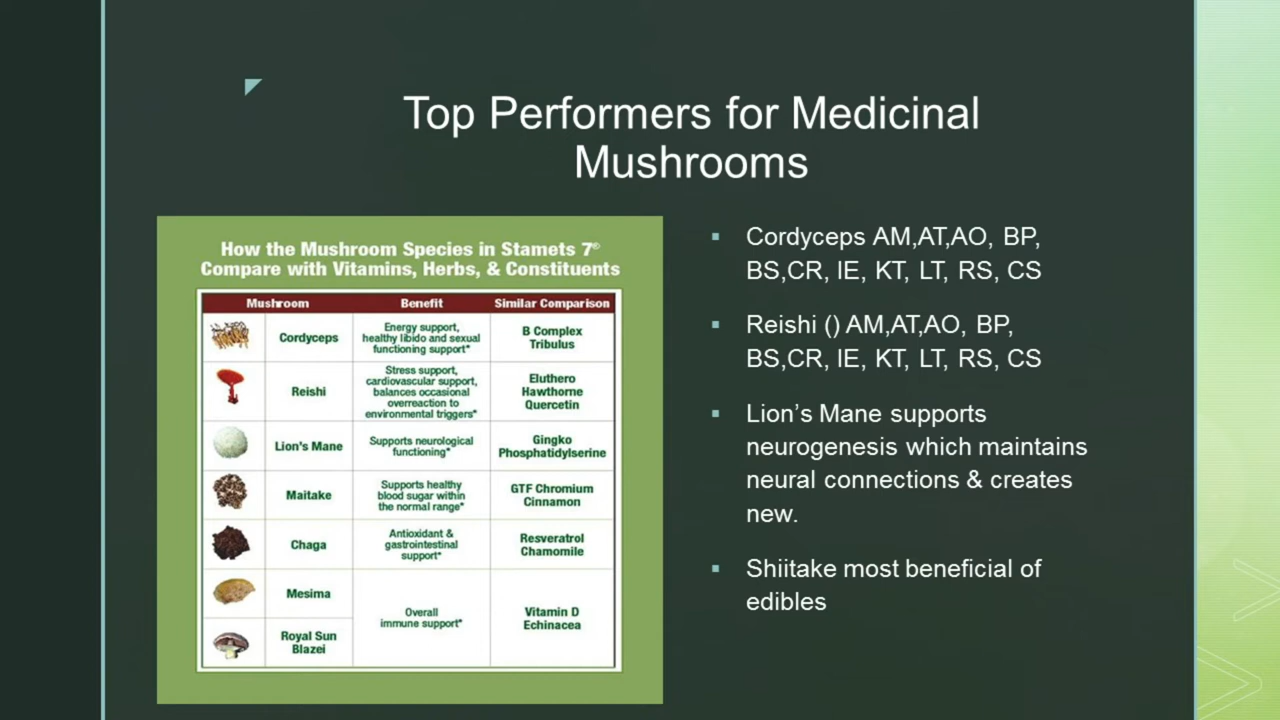 Top Performers for Medicinal
Mushrooms
How the Mushroom Species in Stamets 7®
Compare with Vitamins, Herbs, & Constituents
Mushroom Benefit Similar Comparison
Cordyceps
Energy support,
healthy libido and sexual
functioning support*
B Complex
Tribulus
Reishi
Stress support,
cardiovascular support,
balances occasional
overreaction to
environmental triggers*
Eluthero
Hawthorne
Quercetin
Lion's Mane
Supports neurological
functioning*
Gingko
Phosphatidylserine
Maitake
Supports healthy
blood sugar within
the normal range*
GTF Chromium
Cinnamon
Chaga
Antioxidant &
gastrointestinal
support*
Resveratrol
Chamomile
Mesima
Royal Sun
Blazei
Overall
immune support*
Vitamin D
Echinacea
▪ Cordyceps AM,AT,AO, BP,
BS,CR, IE, KT, LT, RS, CS
▪ Reishi () AM,AT,AO, BP,
BS,CR, IE, KT, LT, RS, CS
▪ Lion’s Mane supports
neurogenesis which maintains
neural connections & creates
new.
▪ Shiitake most beneficial of
edibles